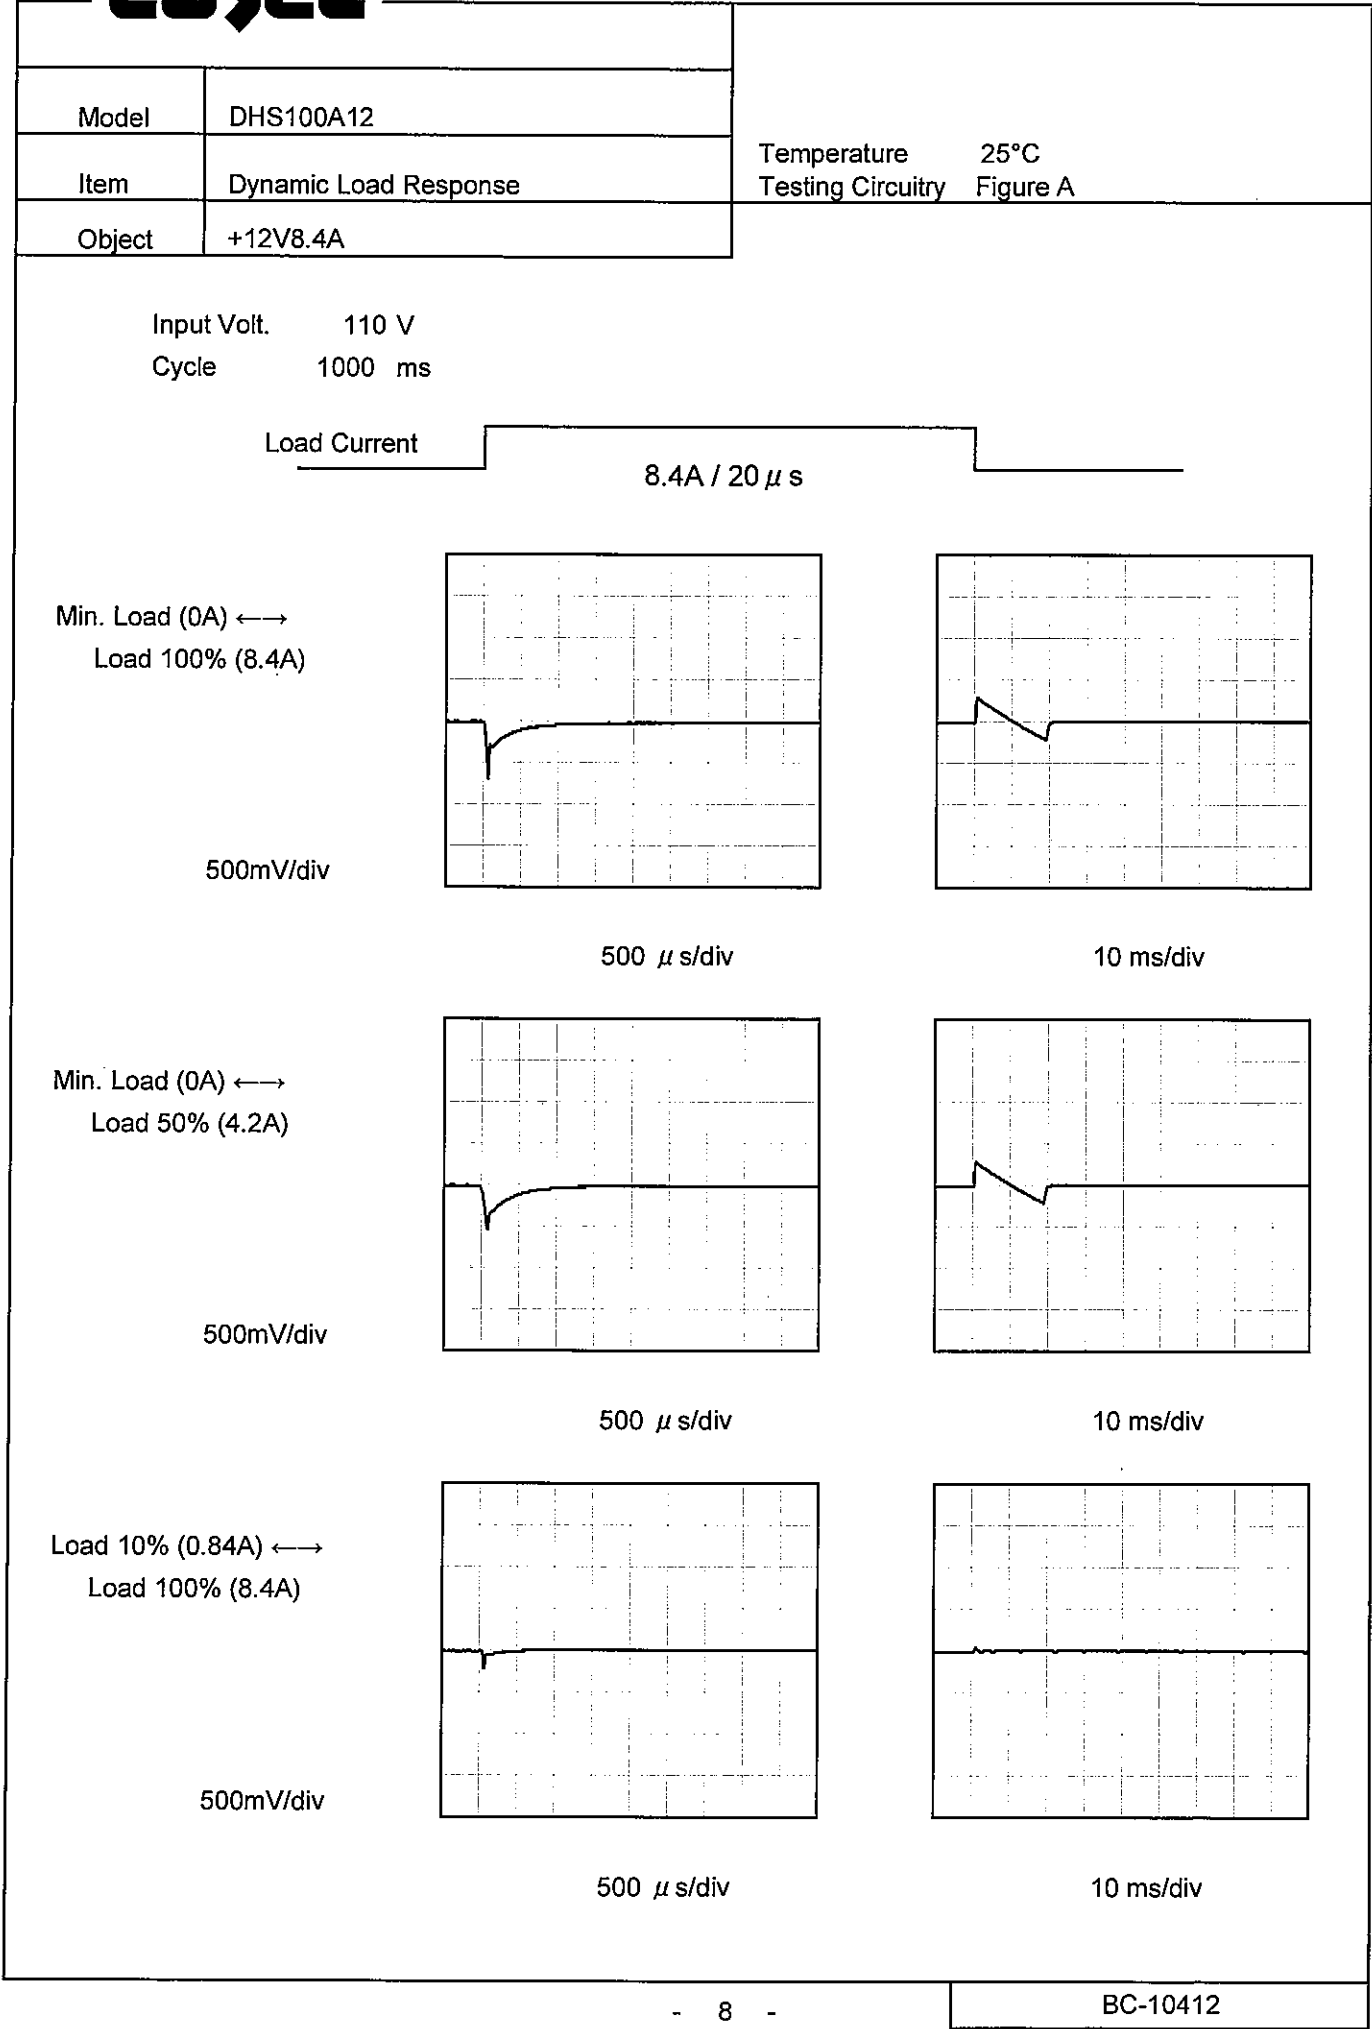 Model DHS100A12
Temperature 25°C
Item Dynamic Load Response
Testing Circuitry Figure A
Object +12V8.4A
Input Volt. 110 V
Cycle 1000 ms
Load Current
8.4A / 20 μ s
Min. Load (0A) ←→
Load 100% (8.4A)
500mV/div
500 μ s/div 10 ms/div
Min. Load (0A) ←→
Load 50% (4.2A)
500mV/div
500 μ s/div 10 ms/div
Load 10% (0.84A) ←→
Load 100% (8.4A)
500mV/div
500 μ s/div 10 ms/div
- 8 -
BC-10412